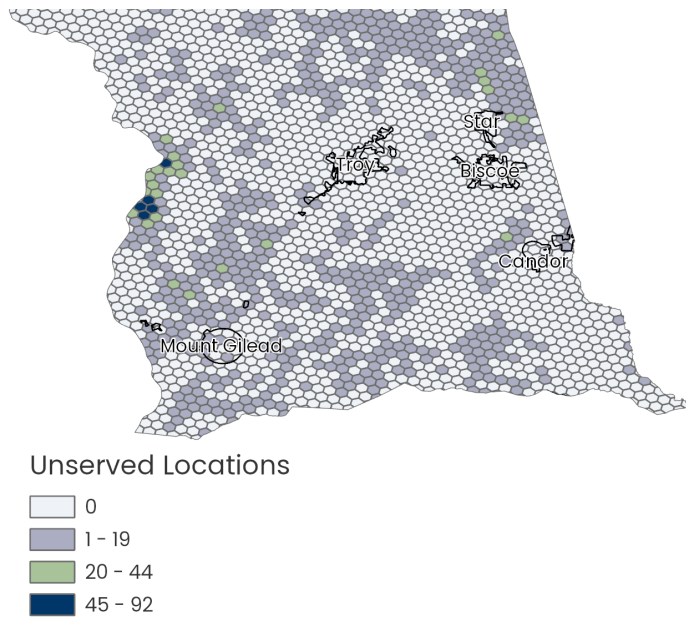 Star
Troy
Biscoe
Candor
Mount Gilead
Unserved Locations
0
1 - 19
20 - 44
45 - 92